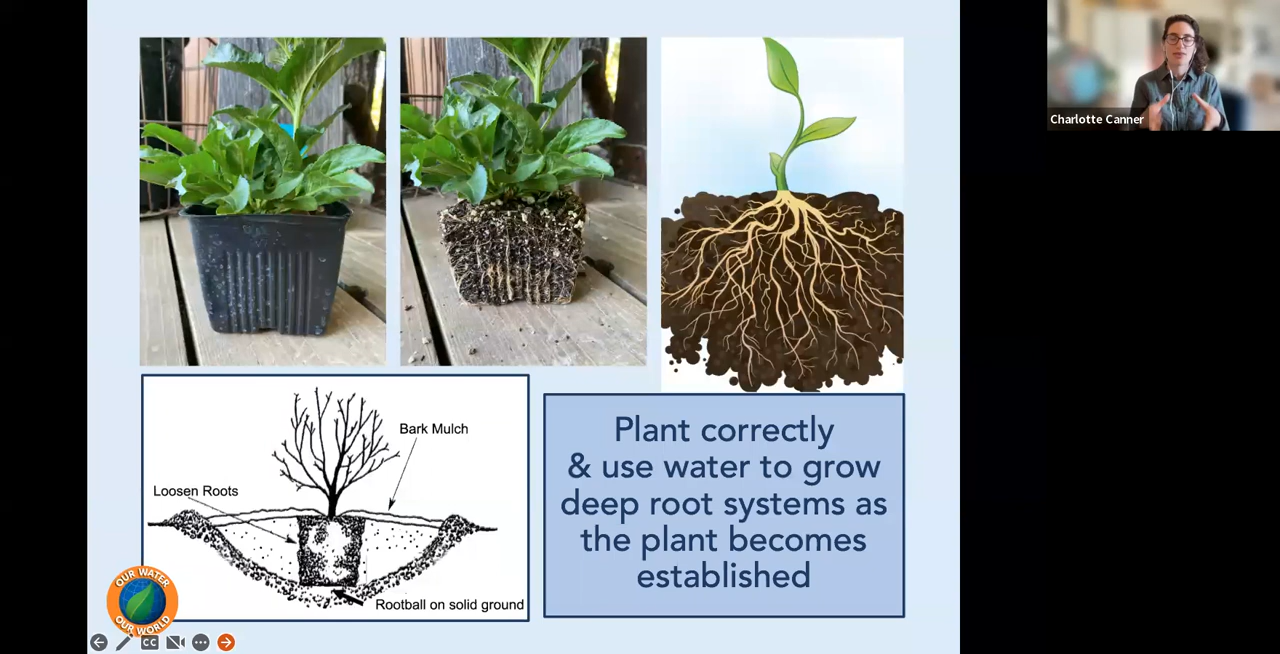 Charlotte Canner
Bark Mulch
Loosen Roots
Rootball on solid ground
Plant correctly
& use water to grow
deep root systems as
the plant becomes
established
OUR WATER
OUR WORLD
CC